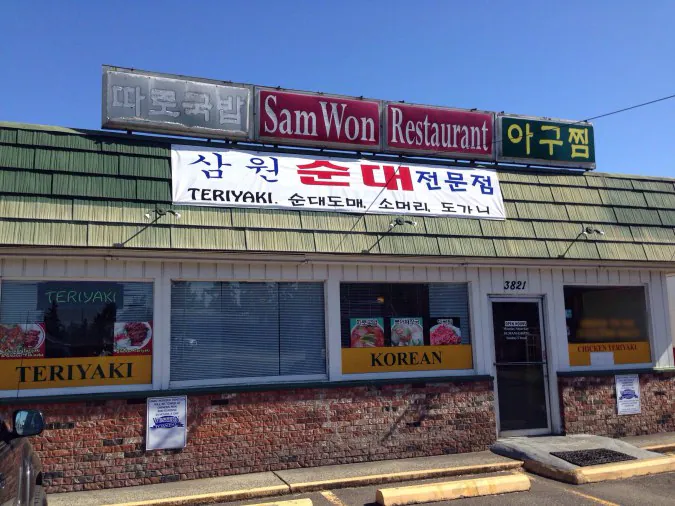 따로국밥
Sam Won
Restaurant
아구찜
삼원 순대전문점
TERIYAKI. 순대도매, 소머리, 도가니
3821
TERIYAKI
TERIYAKI
KOREAN
CHICKEN TERIYAKI